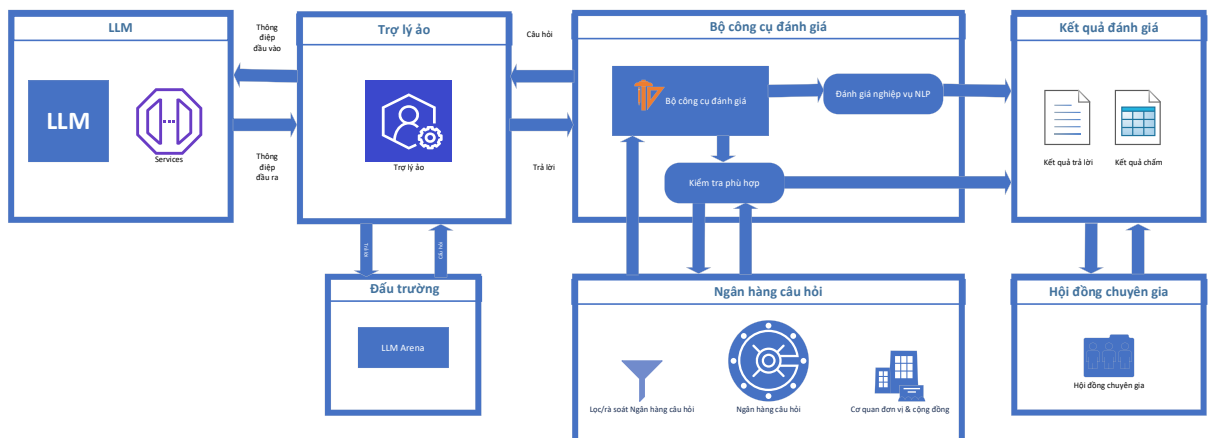 LLM
LLM
Services
Thông
điệp
đầu vào
Thông
điệp
đầu ra
Trợ lý ảo
Trợ lý ảo
Câu hỏi
Trả lời
Bộ công cụ đánh giá
Bộ công cụ đánh giá
Đánh giá nghiệp vụ NLP
Kiểm tra phù hợp
Kết quả đánh giá
Kết quả trả lời
Kết quả chấm
Trả lời
Câu hỏi
Đấu trường
LLM Arena
Ngân hàng câu hỏi
Lọc/rà soát Ngân hàng câu hỏi
Ngân hàng câu hỏi
Cơ quan đơn vị & cộng đồng
Hội đồng chuyên gia
Hội đồng chuyên gia